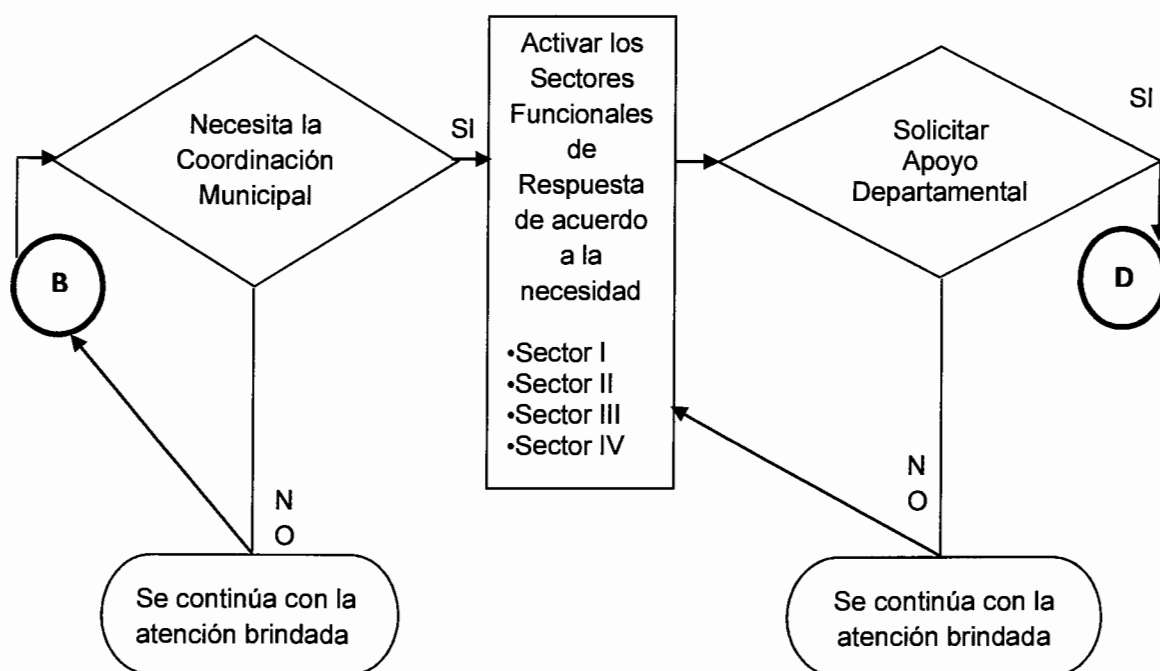 Necesita la
Coordinación
Municipal
SI
B
N
O
Se continúa con la
atención brindada
Activar los
Sectores
Funcionales
de
Respuesta
de acuerdo
a la
necesidad
•Sector I
•Sector II
•Sector III
•Sector IV
Solicitar
Apoyo
Departamental
SI
D
N
O
Se continúa con la
atención brindada